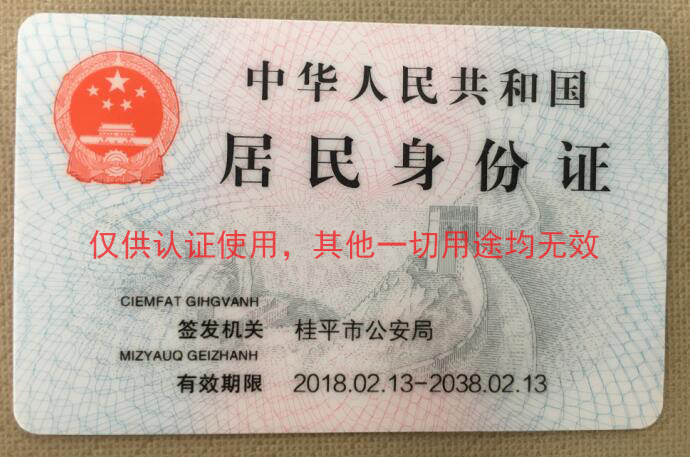 中华人民共和国
居民身份证
仅供认证使用，其他一切用途均无效
CIEMFAT GIHGVANH
签发机关 桂平市公安局
MIZYAUQ GEIZHANH
有效期限 2018.02.13-2038.02.13